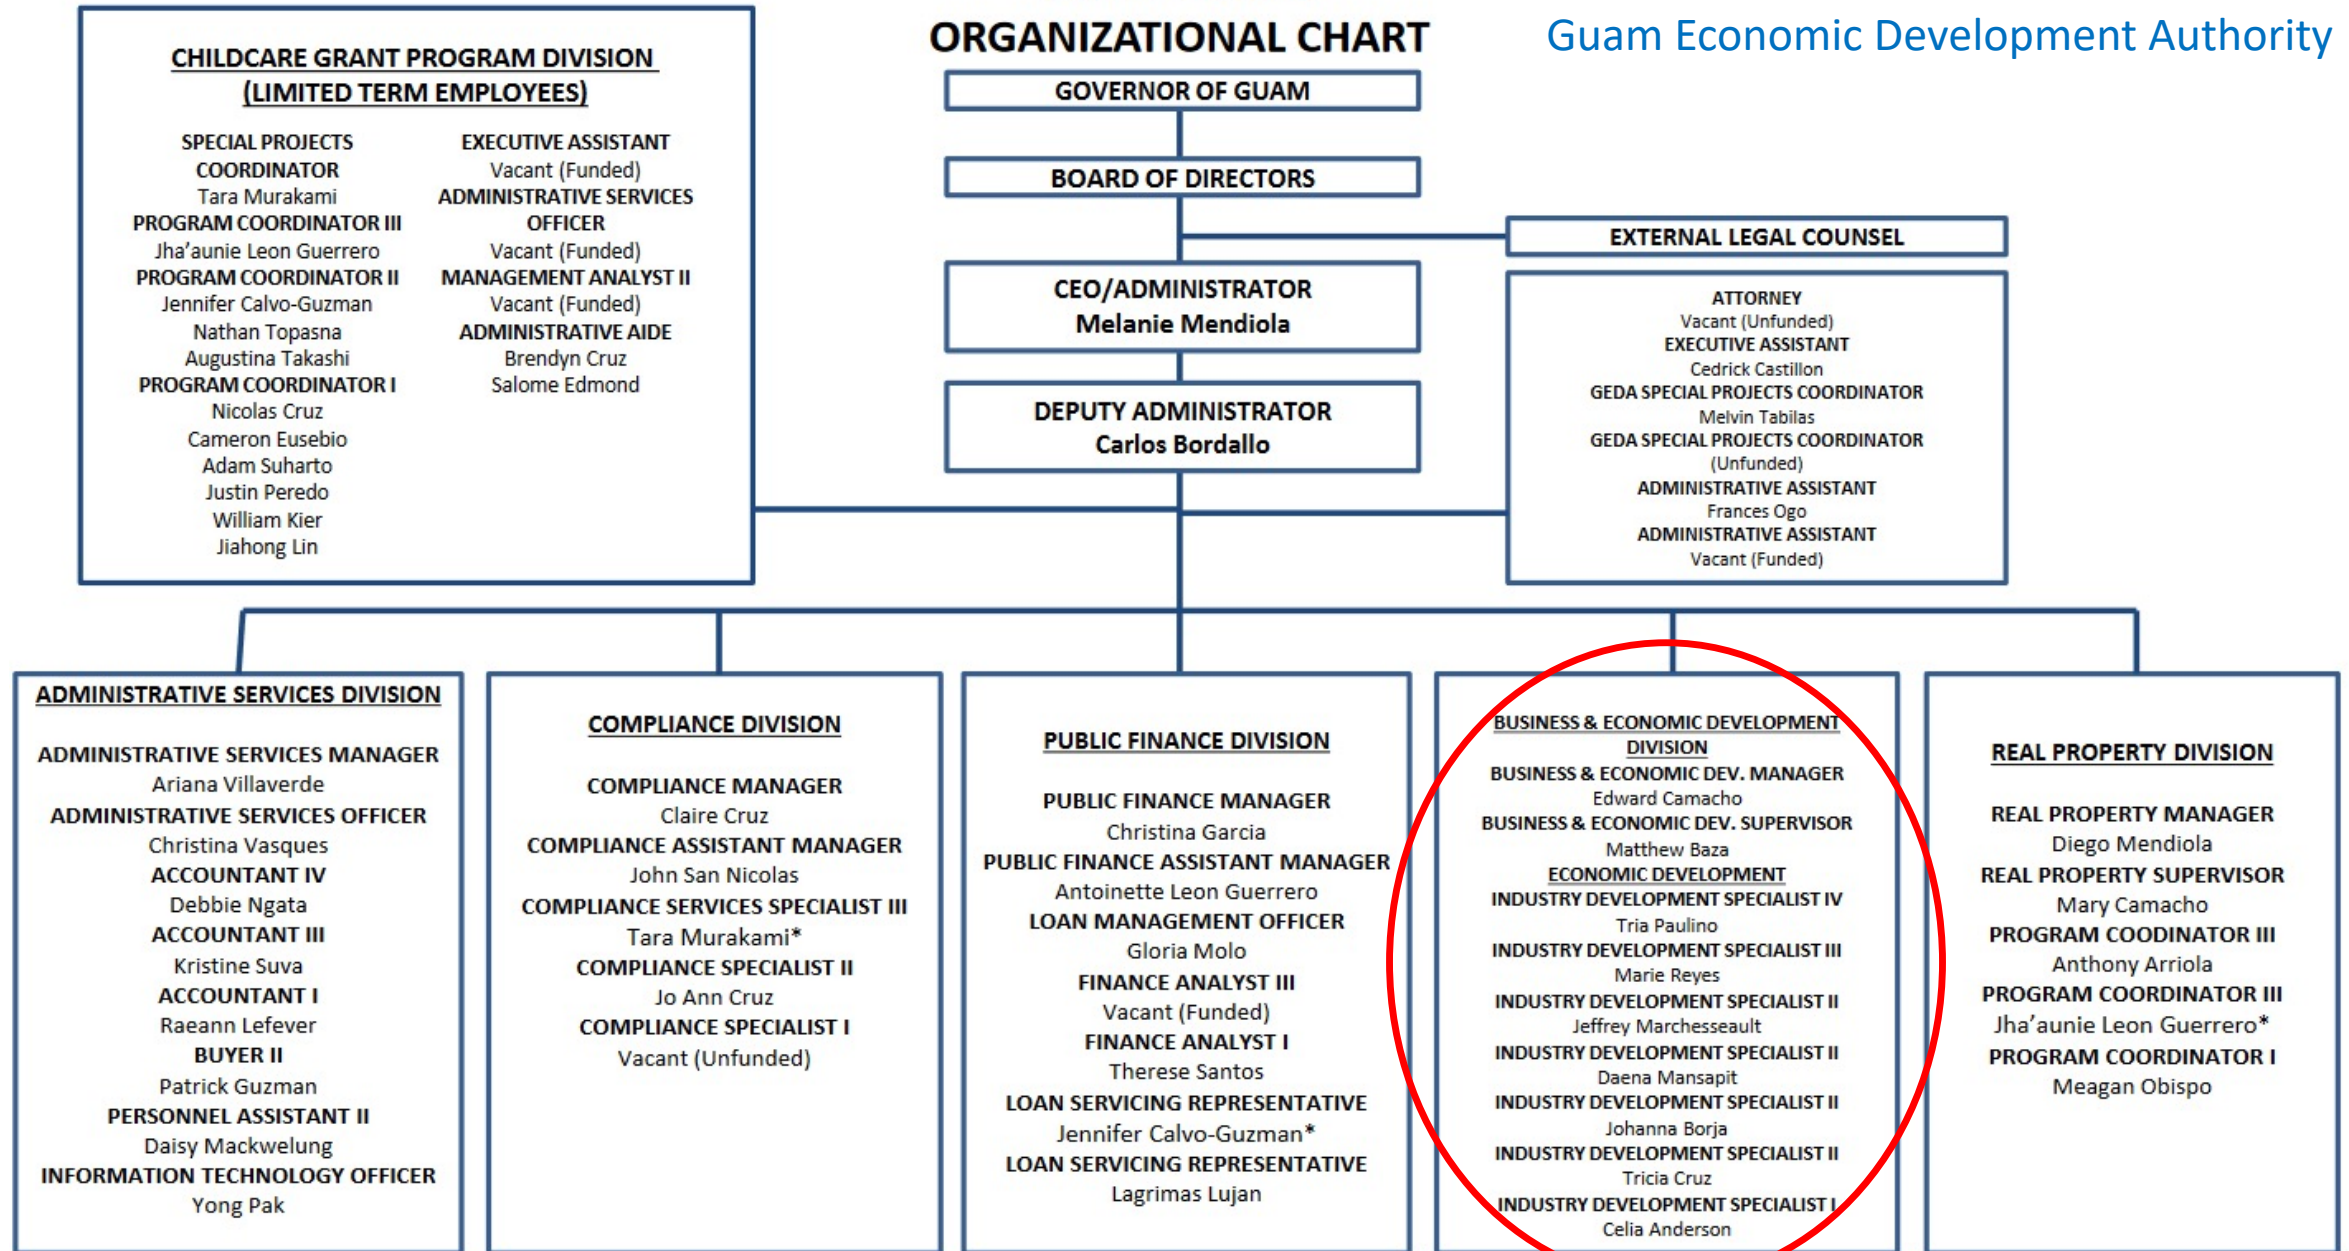 ORGANIZATIONAL CHART
Guam Economic Development Authority
CHILDCARE GRANT PROGRAM DIVISION
(LIMITED TERM EMPLOYEES)
SPECIAL PROJECTS
COORDINATOR
Tara Murakami
PROGRAM COORDINATOR III
Jha'aunie Leon Guerrero
PROGRAM COORDINATOR II
Jennifer Calvo-Guzman
Nathan Topasna
Augustina Takashi
PROGRAM COORDINATOR I
Nicolas Cruz
Cameron Eusebio
Adam Suharto
Justin Peredo
William Kier
Jiahong Lin
EXECUTIVE ASSISTANT
Vacant (Funded)
ADMINISTRATIVE SERVICES
OFFICER
Vacant (Funded)
MANAGEMENT ANALYST II
Vacant (Funded)
ADMINISTRATIVE AIDE
Brendyn Cruz
Salome Edmond
GOVERNOR OF GUAM
BOARD OF DIRECTORS
EXTERNAL LEGAL COUNSEL
CEO/ADMINISTRATOR
Melanie Mendiola
DEPUTY ADMINISTRATOR
Carlos Bordallo
ATTORNEY
Vacant (Unfunded)
EXECUTIVE ASSISTANT
Cedrick Castillon
GEDA SPECIAL PROJECTS COORDINATOR
Melvin Tabilas
GEDA SPECIAL PROJECTS COORDINATOR
(Unfunded)
ADMINISTRATIVE ASSISTANT
Frances Ogo
ADMINISTRATIVE ASSISTANT
Vacant (Funded)
ADMINISTRATIVE SERVICES DIVISION
ADMINISTRATIVE SERVICES MANAGER
Ariana Villaverde
ADMINISTRATIVE SERVICES OFFICER
Christina Vasques
ACCOUNTANT IV
Debbie Ngata
ACCOUNTANT III
Kristine Suva
ACCOUNTANT I
Raeann Lefever
BUYER II
Patrick Guzman
PERSONNEL ASSISTANT II
Daisy Mackwelung
INFORMATION TECHNOLOGY OFFICER
Yong Pak
COMPLIANCE DIVISION
COMPLIANCE MANAGER
Claire Cruz
COMPLIANCE ASSISTANT MANAGER
John San Nicolas
COMPLIANCE SERVICES SPECIALIST III
Tara Murakami*
COMPLIANCE SPECIALIST II
Jo Ann Cruz
COMPLIANCE SPECIALIST I
Vacant (Unfunded)
PUBLIC FINANCE DIVISION
PUBLIC FINANCE MANAGER
Christina Garcia
PUBLIC FINANCE ASSISTANT MANAGER
Antoinette Leon Guerrero
LOAN MANAGEMENT OFFICER
Gloria Molo
FINANCE ANALYST III
Vacant (Funded)
FINANCE ANALYST I
Therese Santos
LOAN SERVICING REPRESENTATIVE
Jennifer Calvo-Guzman*
LOAN SERVICING REPRESENTATIVE
Lagrimas Lujan
BUSINESS & ECONOMIC DEVELOPMENT
DIVISION
BUSINESS & ECONOMIC DEV. MANAGER
Edward Camacho
BUSINESS & ECONOMIC DEV. SUPERVISOR
Matthew Baza
ECONOMIC DEVELOPMENT
INDUSTRY DEVELOPMENT SPECIALIST IV
Tria Paulino
INDUSTRY DEVELOPMENT SPECIALIST III
Marie Reyes
INDUSTRY DEVELOPMENT SPECIALIST II
Jeffrey Marchesseault
INDUSTRY DEVELOPMENT SPECIALIST II
Daena Mansapit
INDUSTRY DEVELOPMENT SPECIALIST II
Johanna Borja
INDUSTRY DEVELOPMENT SPECIALIST II
Tricia Cruz
INDUSTRY DEVELOPMENT SPECIALIST I
Celia Anderson
REAL PROPERTY DIVISION
REAL PROPERTY MANAGER
Diego Mendiola
REAL PROPERTY SUPERVISOR
Mary Camacho
PROGRAM COODINATOR III
Anthony Arriola
PROGRAM COORDINATOR III
Jha'aunie Leon Guerrero*
PROGRAM COORDINATOR I
Meagan Obispo